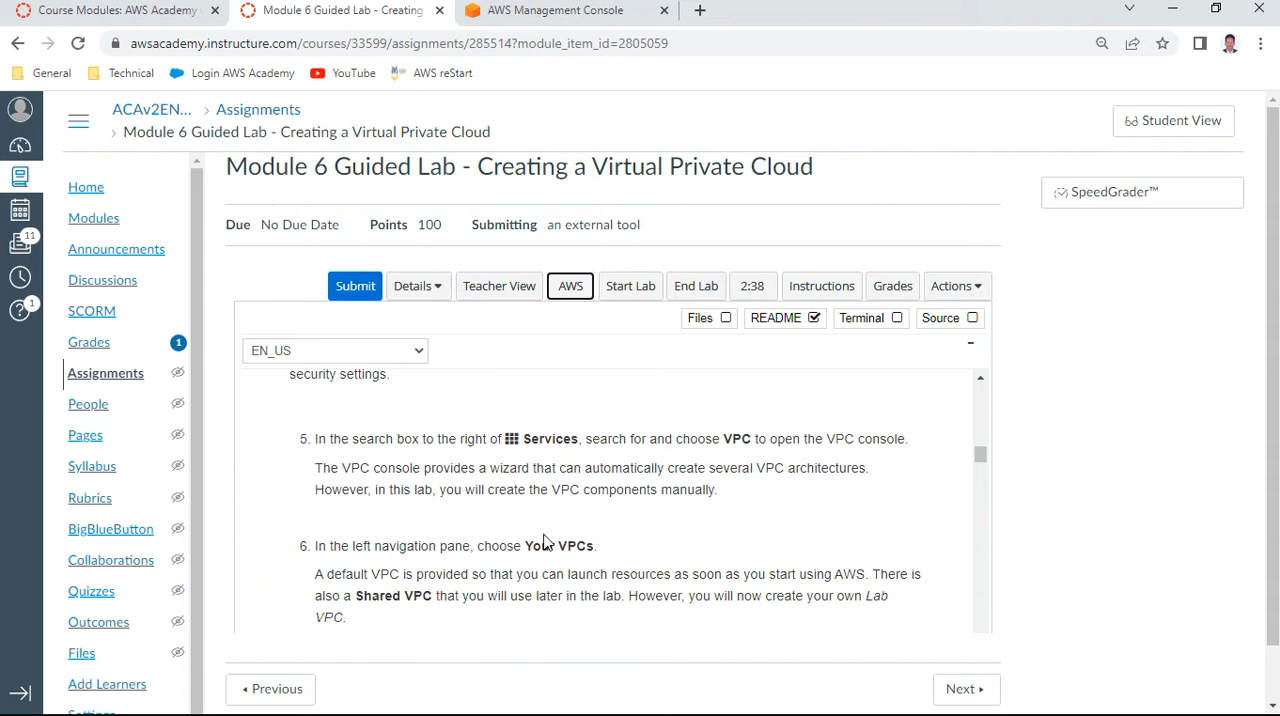 Course Modules: AWS Academy
Module 6 Guided Lab - Creating
AWS Management Console
awsacademy.instructure.com/courses/33599/assignments/285514?module_item_id=2805059
General
Technical
Login AWS Academy
YouTube
AWS reStart
ACAv2EN... › Assignments
› Module 6 Guided Lab - Creating a Virtual Private Cloud
Student View
Module 6 Guided Lab - Creating a Virtual Private Cloud
SpeedGrader™
Due No Due Date Points 100 Submitting an external tool
Home
Modules
Announcements
Discussions
SCORM
Grades 1
Assignments
People
Pages
Syllabus
Rubrics
BigBlueButton
Collaborations
Quizzes
Outcomes
Files
Add Learners
Settings
11
1
Submit Details Teacher View AWS Start Lab End Lab 2:38 Instructions Grades Actions
Files README Terminal Source
EN_US
security settings.
5. In the search box to the right of Services, search for and choose VPC to open the VPC console.
The VPC console provides a wizard that can automatically create several VPC architectures.
However, in this lab, you will create the VPC components manually.
6. In the left navigation pane, choose Your VPCs.
A default VPC is provided so that you can launch resources as soon as you start using AWS. There is
also a Shared VPC that you will use later in the lab. However, you will now create your own Lab
VPC.
Previous
Next